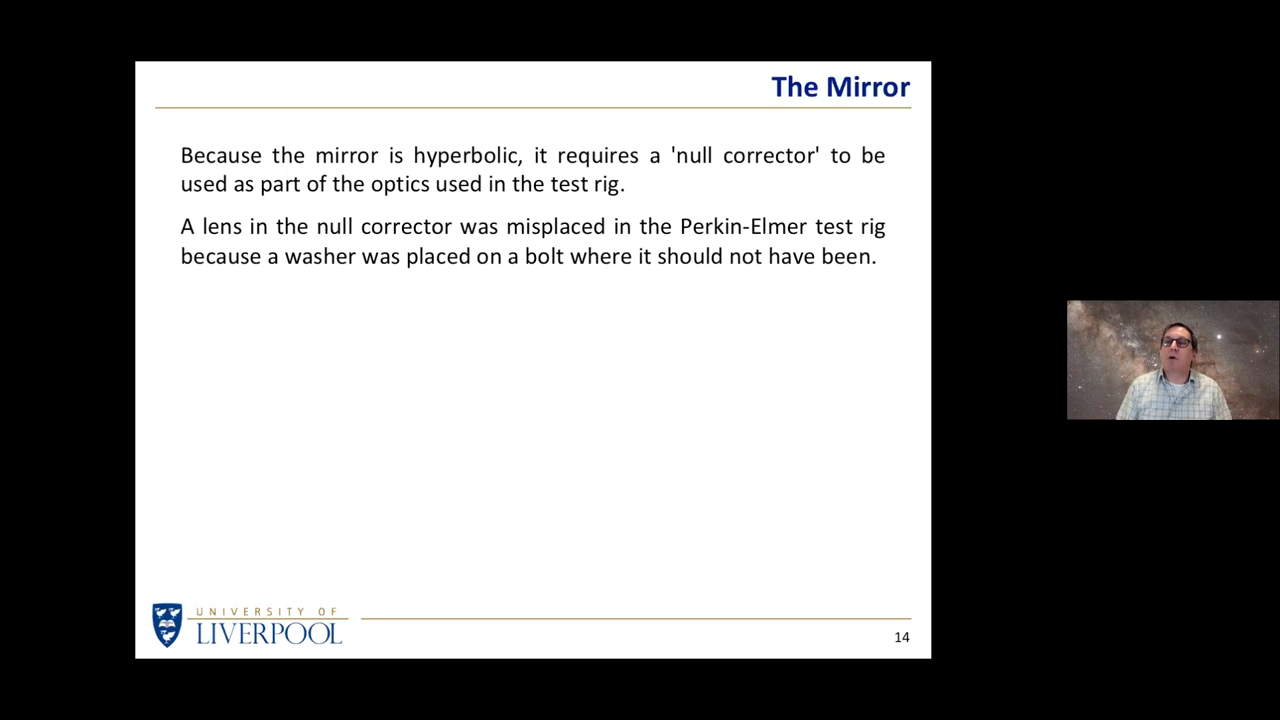 The Mirror
Because the mirror is hyperbolic, it requires a 'null corrector' to be
used as part of the optics used in the test rig.
A lens in the null corrector was misplaced in the Perkin-Elmer test rig
because a washer was placed on a bolt where it should not have been.
UNIVERSITY OF
LIVERPOOL
14